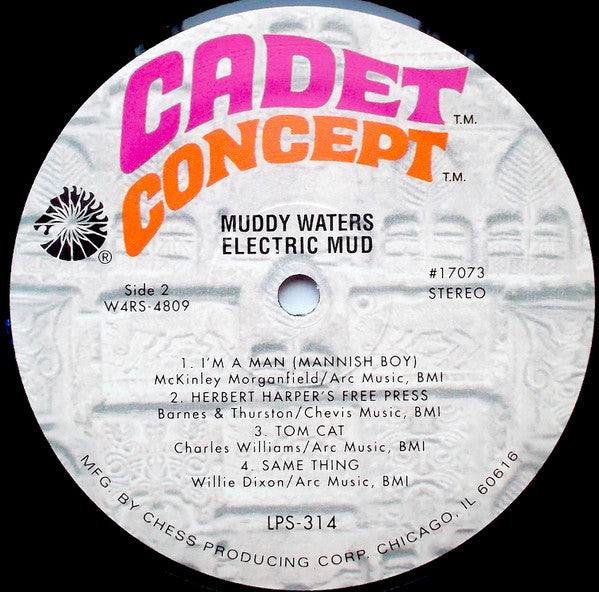 CADET T.M.
CONCEPT T.M.
®
MUDDY WATERS
ELECTRIC MUD
Side 2
W4RS-4809
#17073
STEREO
1. I'M A MAN (MANNISH BOY)
McKinley Morganfield/Arc Music, BMI
2. HERBERT HARPER'S FREE PRESS
Barnes & Thurston/Chevis Music, BMI
3. TOM CAT
Charles Williams/Arc Music, BMI
4. SAME THING
Willie Dixon/Arc Music, BMI
LPS-314
MFG. BY CHESS PRODUCING CORP. CHICAGO, IL 60616